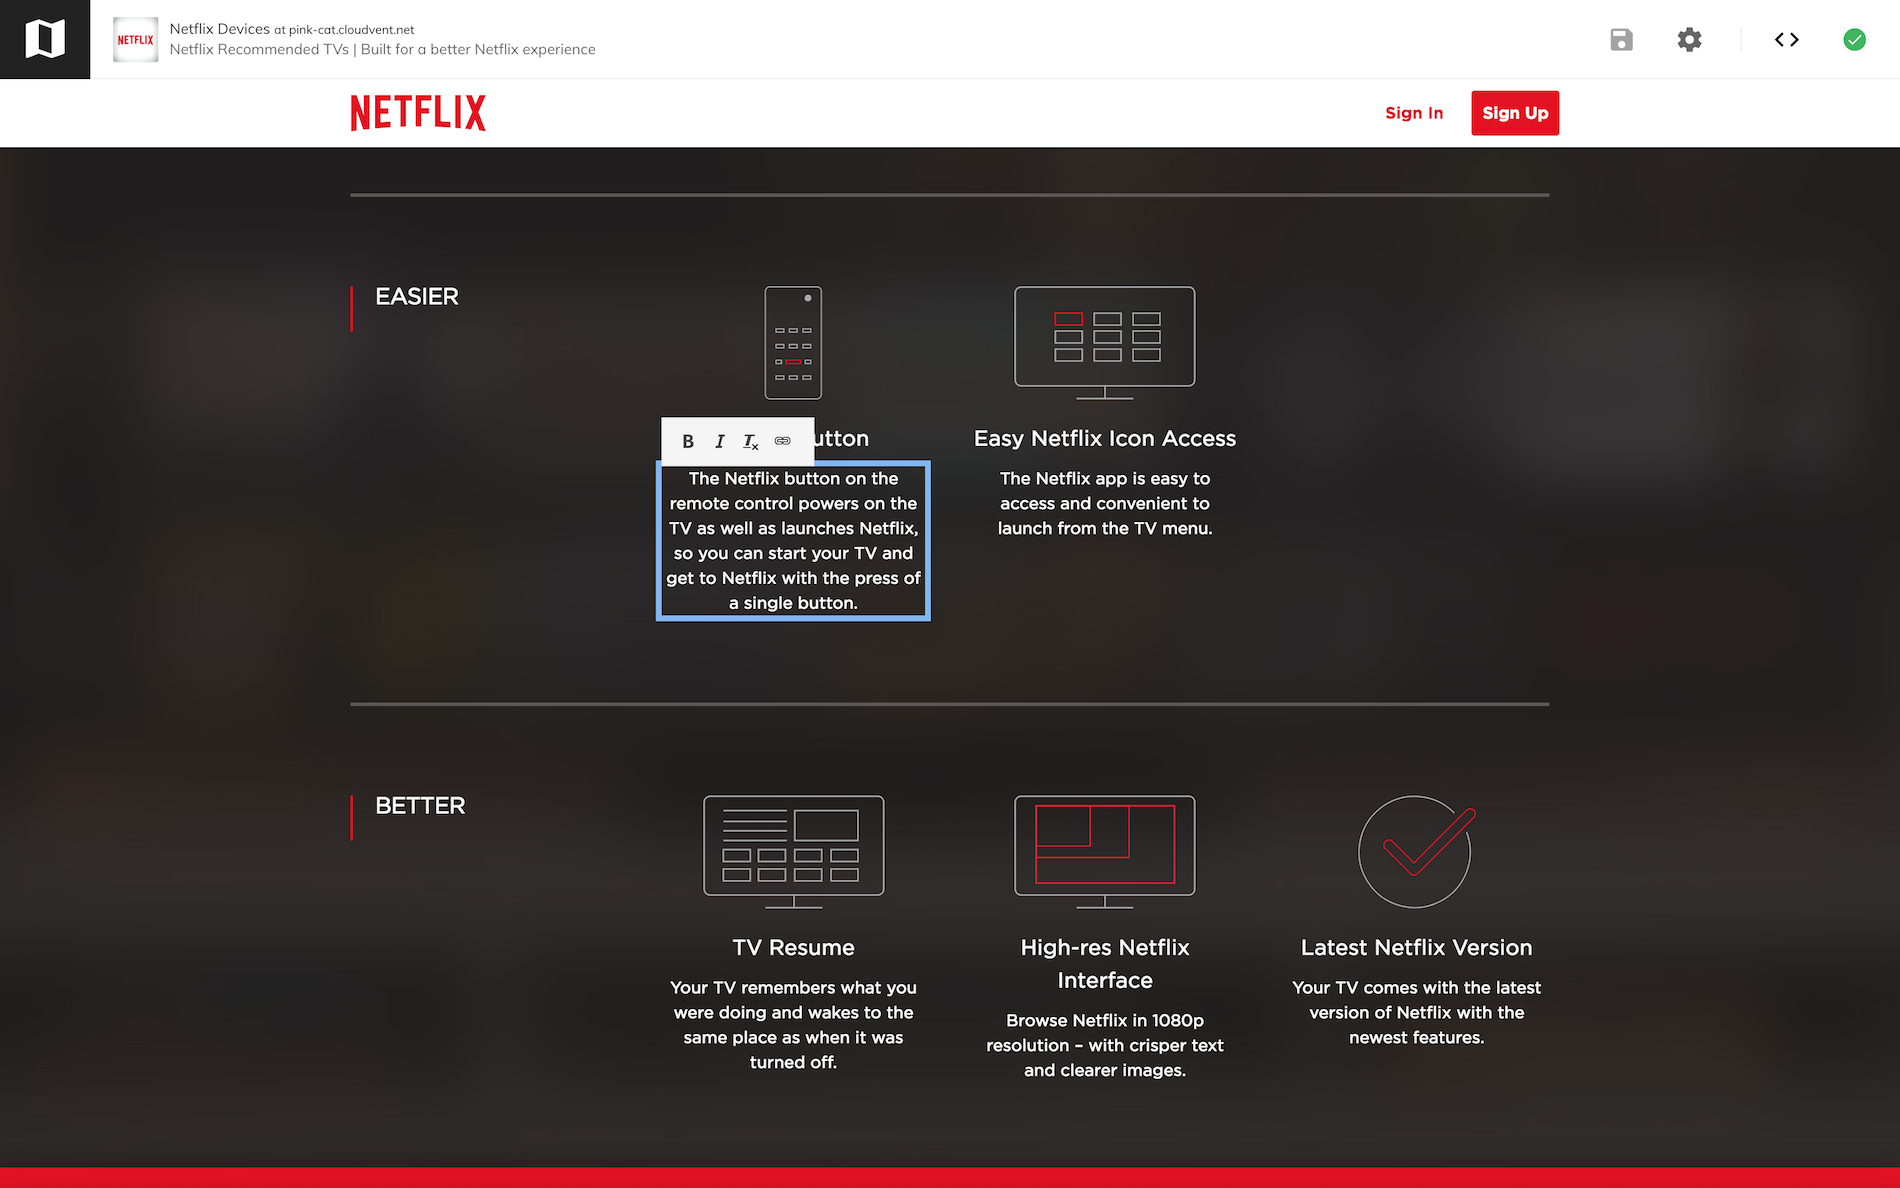 NETFLIX
Netflix Devices at pink-cat.cloudvent.net
Netflix Recommended TVs | Built for a better Netflix experience
NETFLIX
Sign In
Sign Up
EASIER
B I Tx
utton
The Netflix button on the
remote control powers on the
TV as well as launches Netflix,
so you can start your TV and
get to Netflix with the press of
a single button.
Easy Netflix Icon Access
The Netflix app is easy to
access and convenient to
launch from the TV menu.
BETTER
TV Resume
Your TV remembers what you
were doing and wakes to the
same place as when it was
turned off.
High-res Netflix
Interface
Browse Netflix in 1080p
resolution – with crisper text
and clearer images.
Latest Netflix Version
Your TV comes with the latest
version of Netflix with the
newest features.